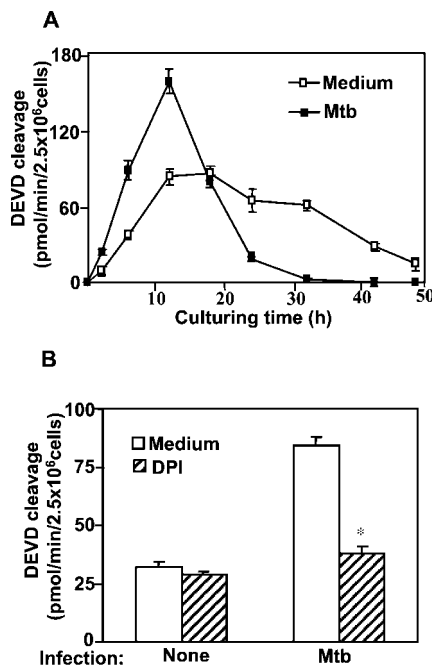 A
DEVD cleavage
(pmol/min/2.5x10⁶cells)
180
120
60
0
Medium
Mtb
10 20 30 40 50
Culturing time (h)
B
DEVD cleavage
(pmol/min/2.5x10⁶cells)
100
75
50
25
0
Medium
DPI
*
Infection: None Mtb